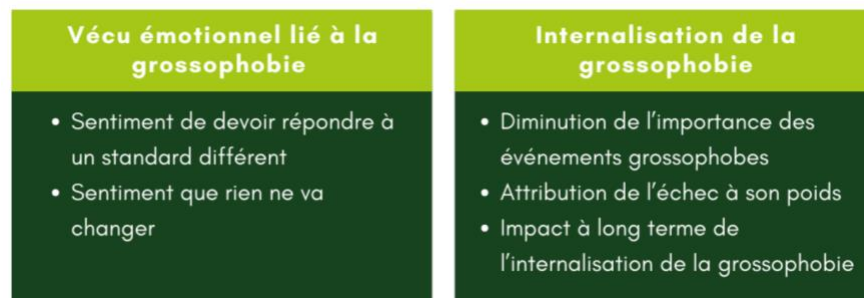 Vécu émotionnel lié à la
grossophobie
• Sentiment de devoir répondre à
un standard différent
• Sentiment que rien ne va
changer
Internalisation de la
grossophobie
• Diminution de l'importance des
événements grossophobes
• Attribution de l'échec à son poids
• Impact à long terme de
l'internalisation de la grossophobie